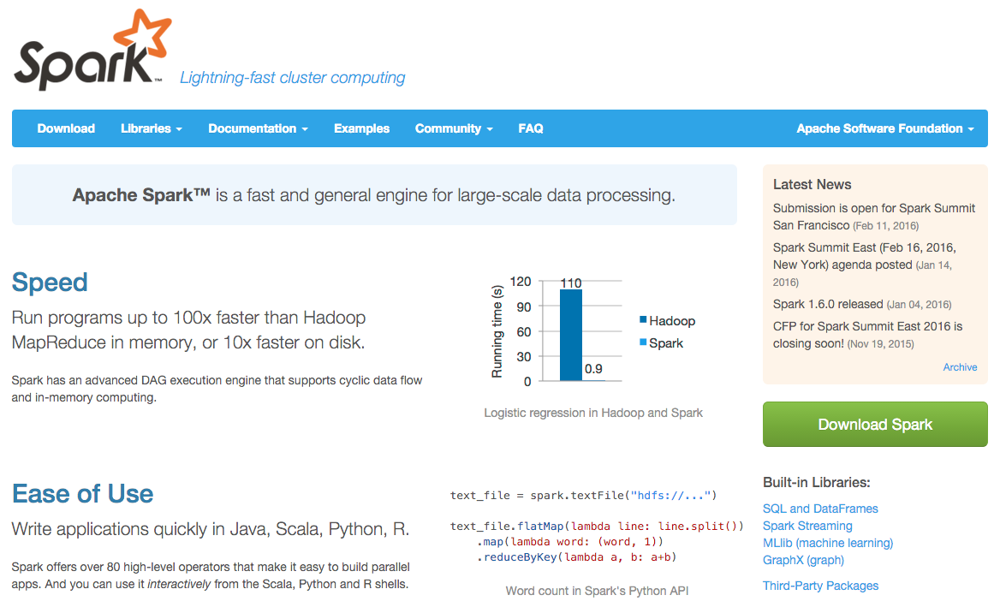 Spark™
Lightning-fast cluster computing
Download
Libraries
Documentation
Examples
Community
FAQ
Apache Software Foundation
Apache Spark™ is a fast and general engine for large-scale data processing.
Speed
Run programs up to 100x faster than Hadoop
MapReduce in memory, or 10x faster on disk.
Spark has an advanced DAG execution engine that supports cyclic data flow
and in-memory computing.
Running time (s)
120
90
60
30
0
110
0.9
Hadoop
Spark
Logistic regression in Hadoop and Spark
Ease of Use
Write applications quickly in Java, Scala, Python, R.
Spark offers over 80 high-level operators that make it easy to build parallel
apps. And you can use it interactively from the Scala, Python and R shells.
text_file = spark.textFile("hdfs://...")
text_file.flatMap(lambda line: line.split())
    .map(lambda word: (word, 1))
    .reduceByKey(lambda a, b: a+b)
Word count in Spark's Python API
Latest News
Submission is open for Spark Summit
San Francisco (Feb 11, 2016)
Spark Summit East (Feb 16, 2016,
New York) agenda posted (Jan 14,
2016)
Spark 1.6.0 released (Jan 04, 2016)
CFP for Spark Summit East 2016 is
closing soon! (Nov 19, 2015)
Archive
Download Spark
Built-in Libraries:
SQL and DataFrames
Spark Streaming
MLlib (machine learning)
GraphX (graph)
Third-Party Packages